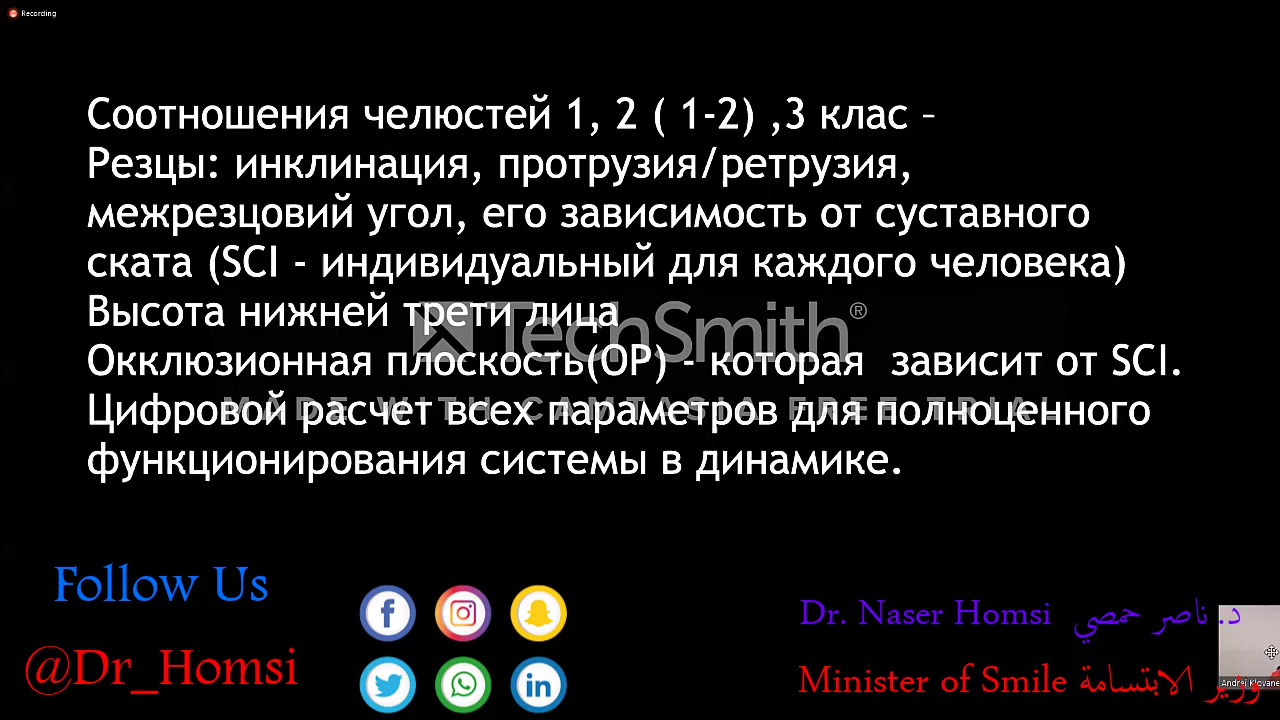 Recording
Соотношения челюстей 1, 2 ( 1-2) ,3 клас –
Резцы: инклинация, протрузия/ретрузия,
межрезцовий угол, его зависимость от суставного
ската (SCI - индивидуальный для каждого человека)
Высота нижней трети лица
TechSmith®
Окклюзионная плоскость(OP) - которая зависит от SCI.
MADE WITH CAMTASIA FREE TRIAL
Цифровой расчет всех параметров для полноценного
функционирования системы в динамике.
Follow Us
Dr. Naser Homsi د. ناصر حمصي
@Dr_Homsi
Minister of Smile وزير الابتسامة
Andrei